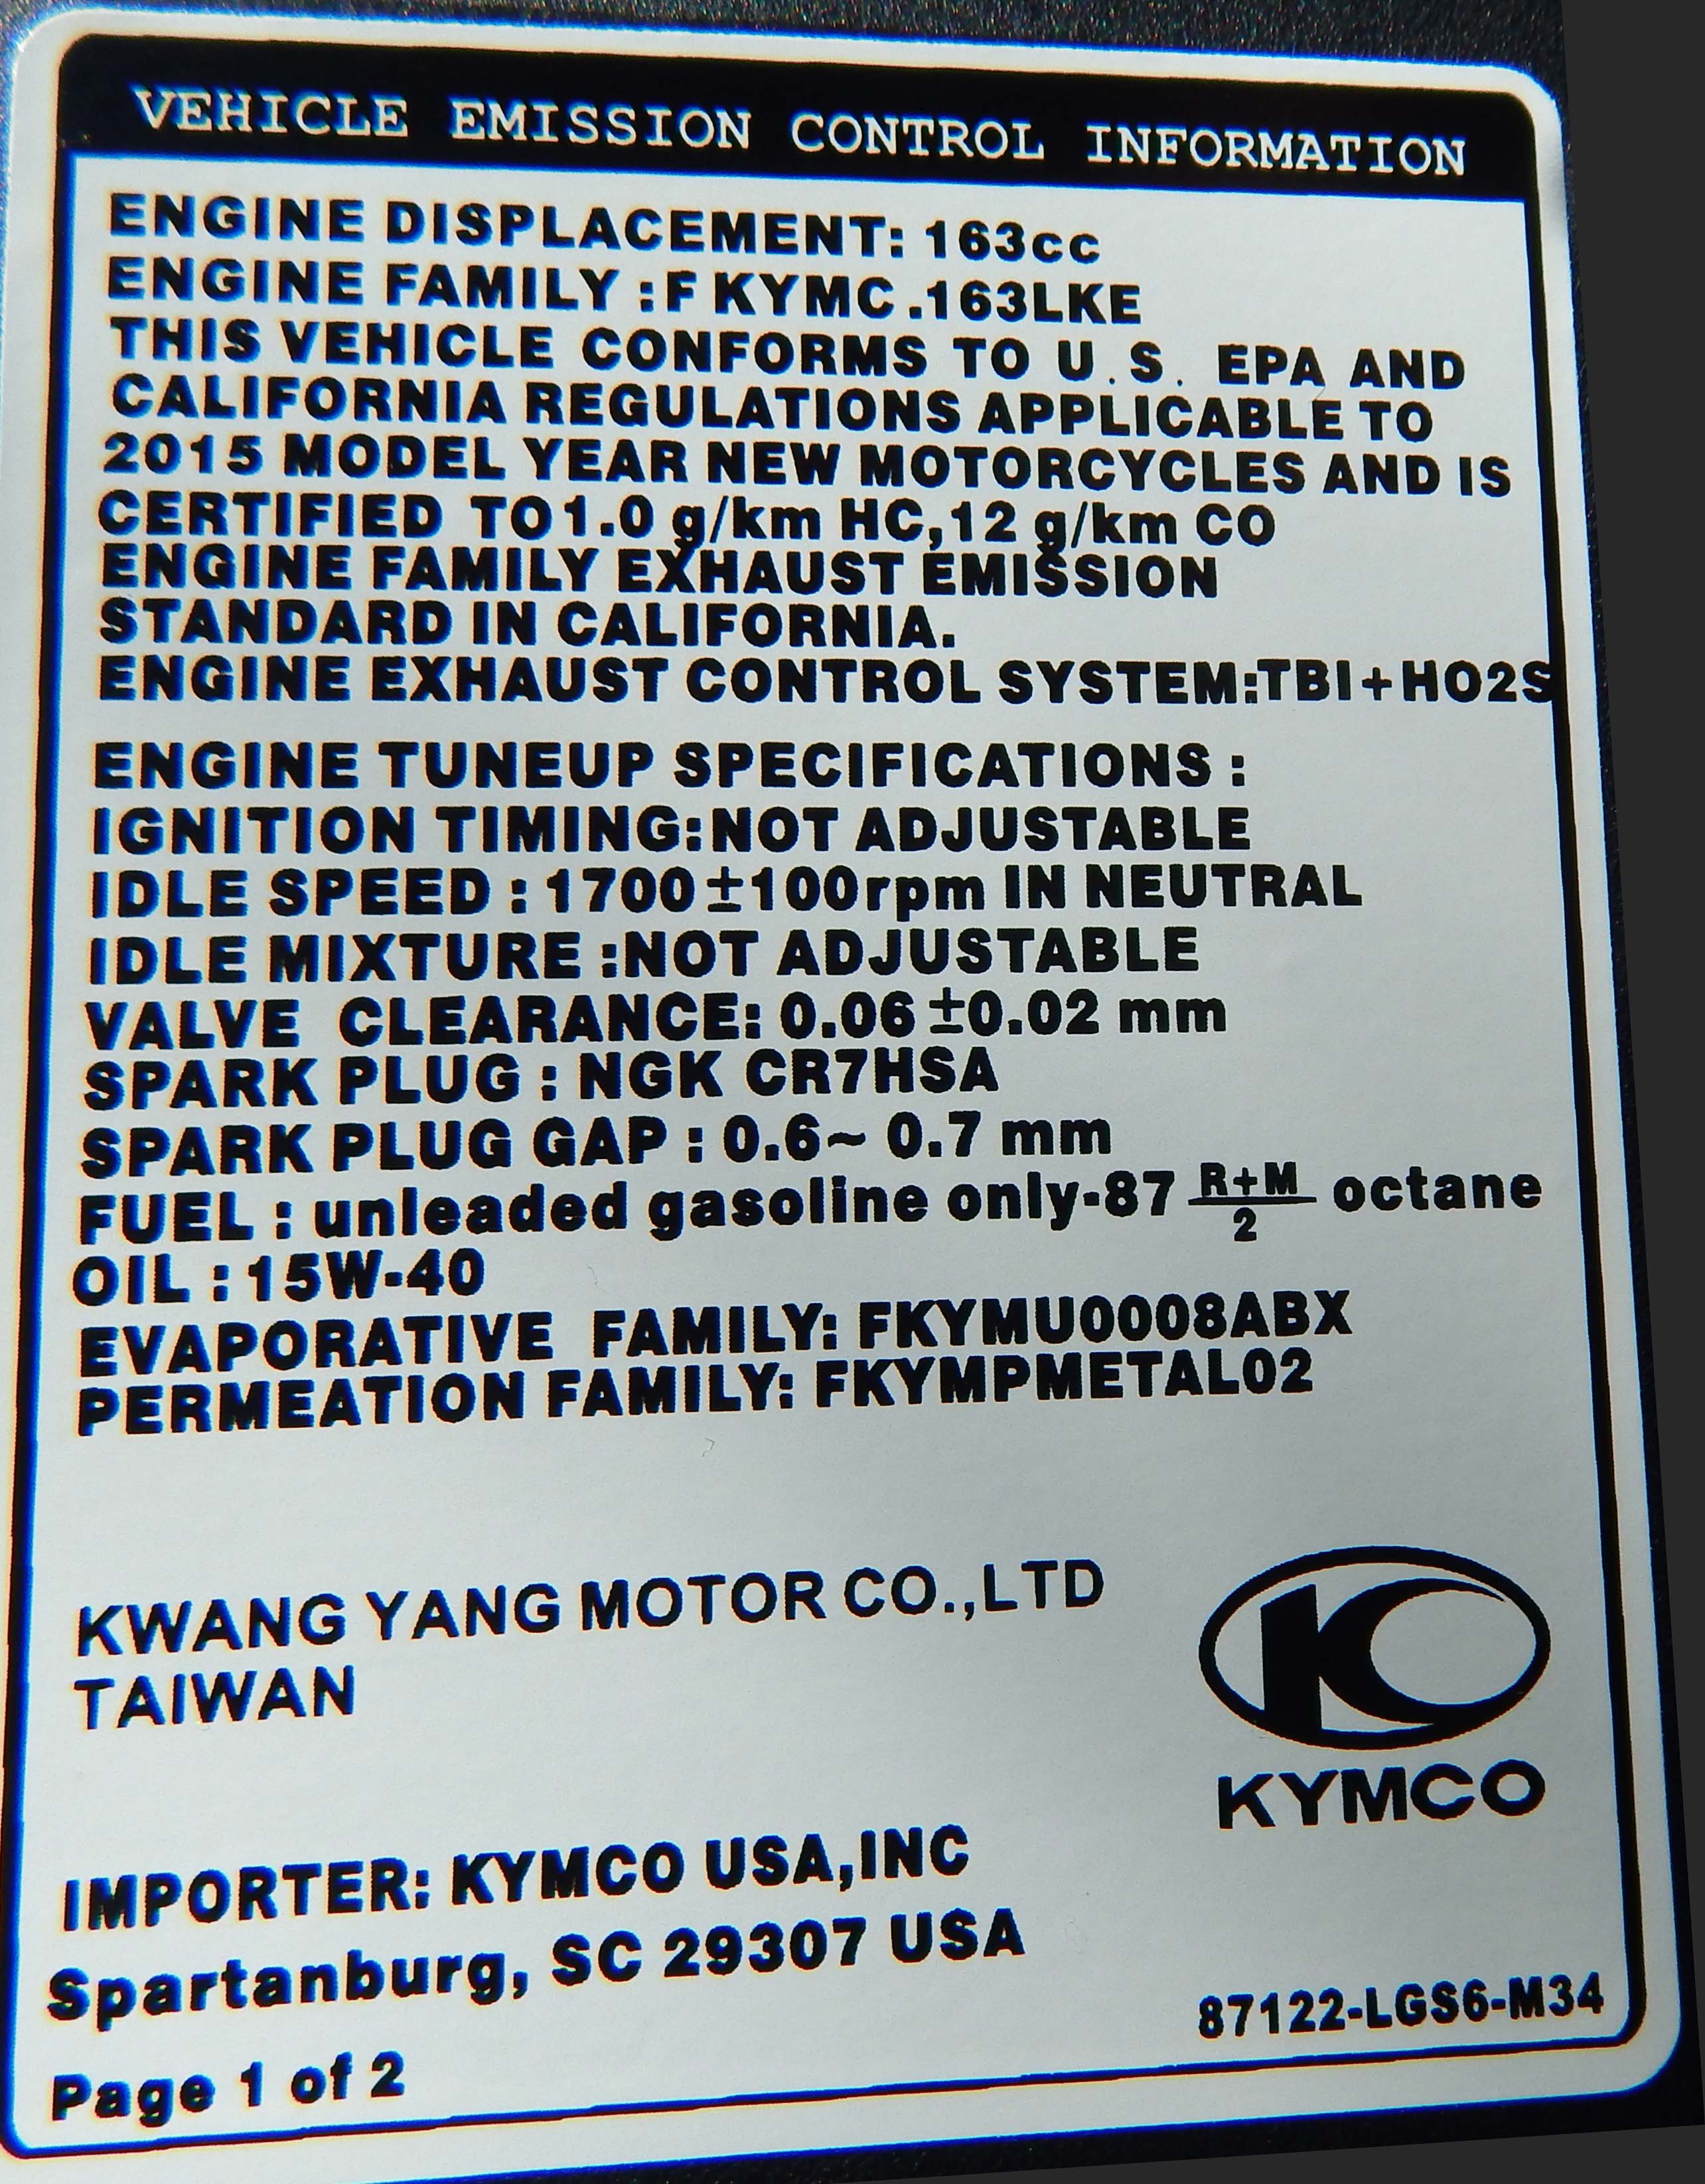 VEHICLE EMISSION CONTROL INFORMATION
ENGINE DISPLACEMENT: 163cc
ENGINE FAMILY :FKYMC.163LKE
THIS VEHICLE CONFORMS TO U.S. EPA AND
CALIFORNIA REGULATIONS APPLICABLE TO
2015 MODEL YEAR NEW MOTORCYCLES AND IS
CERTIFIED TO1.0 g/km HC,12 g/km CO
ENGINE FAMILY EXHAUST EMISSION
STANDARD IN CALIFORNIA.
ENGINE EXHAUST CONTROL SYSTEM:TBI+HO2S
ENGINE TUNEUP SPECIFICATIONS :
IGNITION TIMING:NOT ADJUSTABLE
IDLE SPEED : 1700±100rpm IN NEUTRAL
IDLE MIXTURE :NOT ADJUSTABLE
VALVE CLEARANCE: 0.06±0.02 mm
SPARK PLUG : NGK CR7HSA
SPARK PLUG GAP : 0.6~ 0.7 mm
FUEL : unleaded gasoline only-87 R+M/2 octane
OIL : 15W-40
EVAPORATIVE FAMILY: FKYMU0008ABX
PERMEATION FAMILY: FKYMPMETAL02
KWANG YANG MOTOR CO.,LTD
TAIWAN
KYMCO
IMPORTER: KYMCO USA,INC
Spartanburg, SC 29307 USA
87122-LGS6-M34
Page 1 of 2